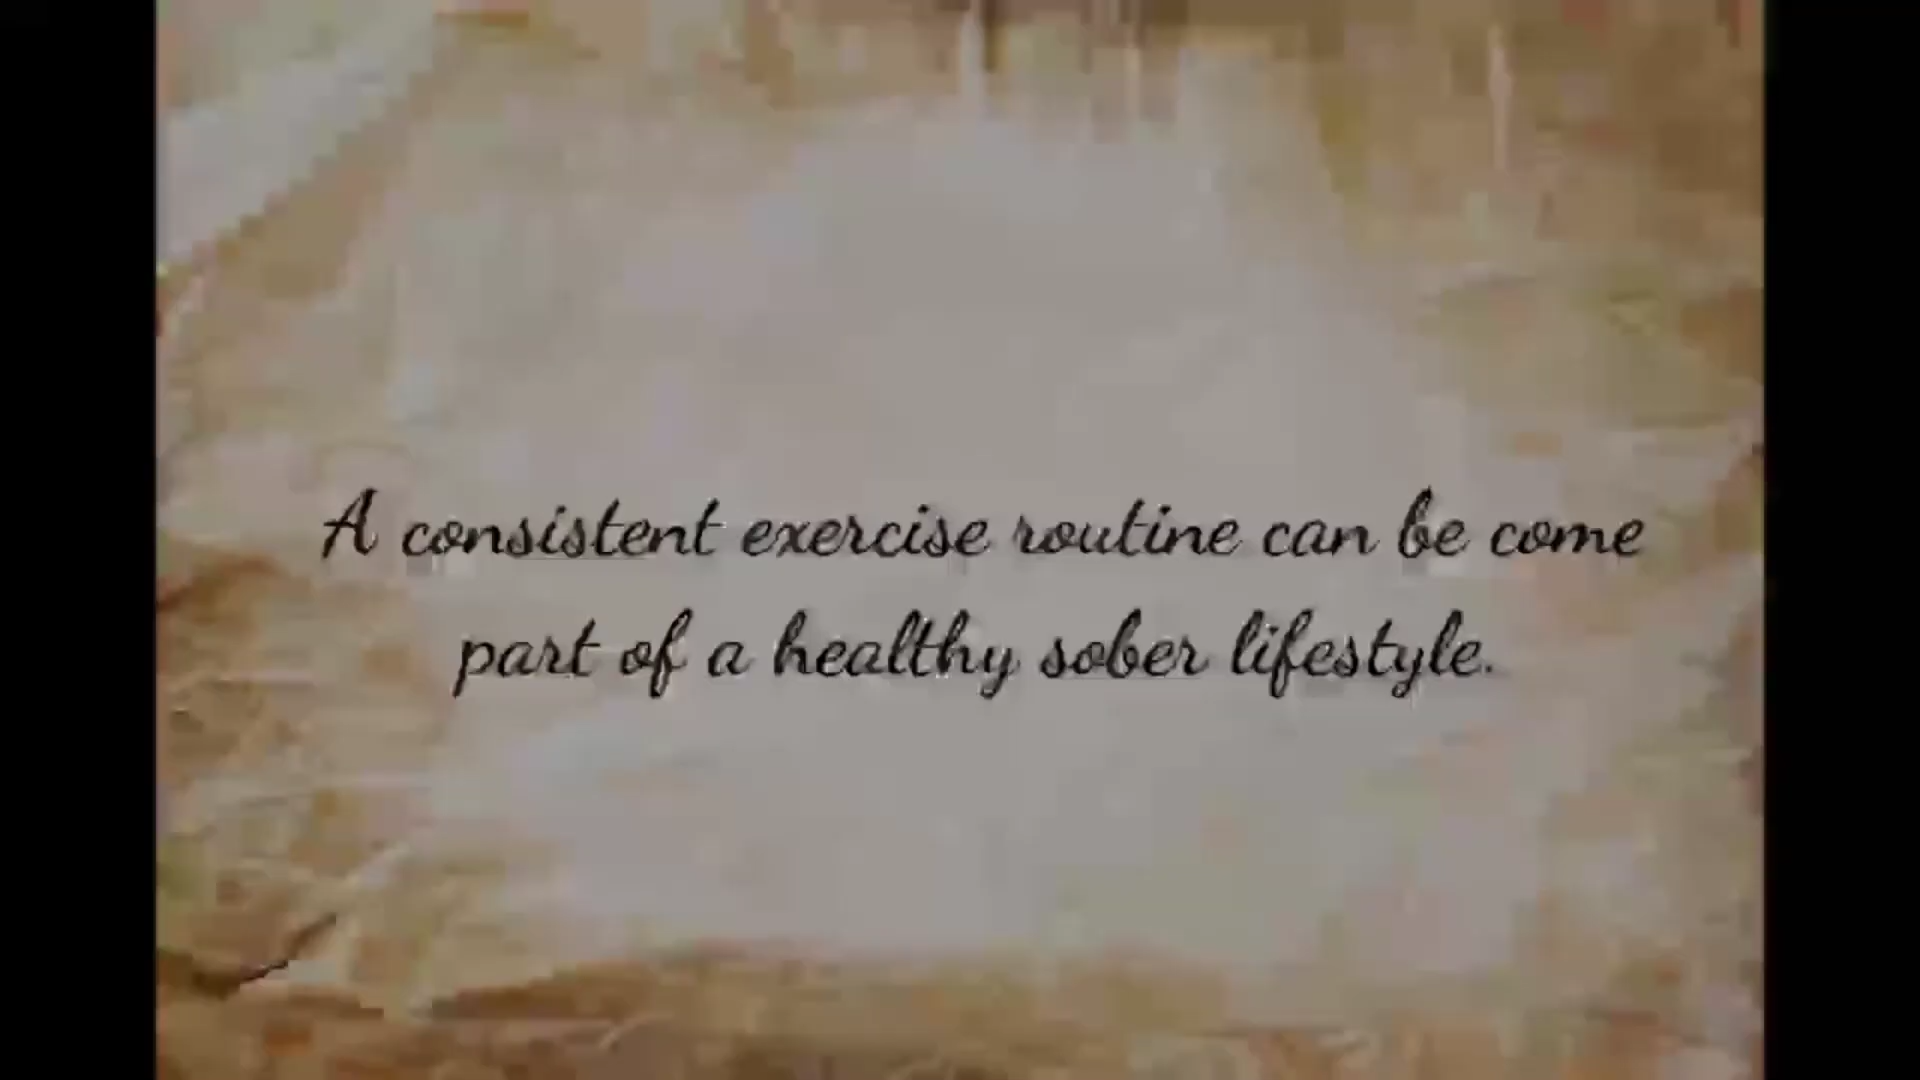 A consistent exercise routine can be come
part of a healthy sober lifestyle.